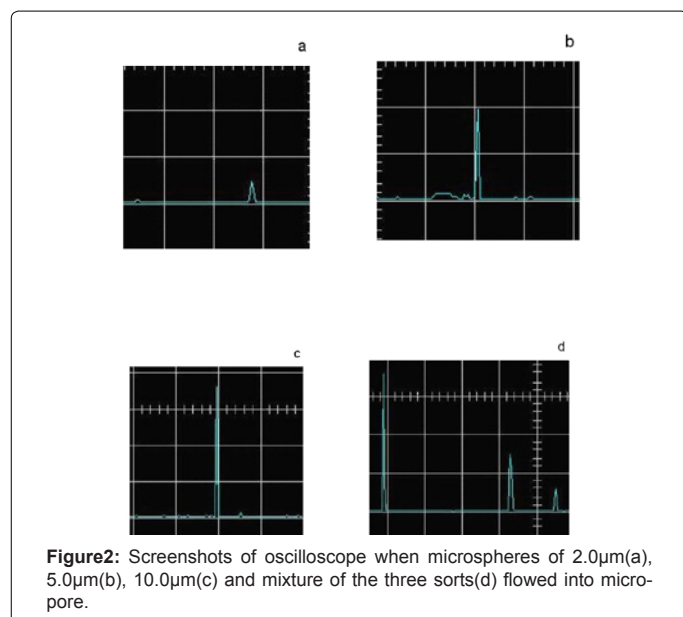 a
b
c
d
Figure2: Screenshots of oscilloscope when microspheres of 2.0µm(a),
5.0µm(b), 10.0µm(c) and mixture of the three sorts(d) flowed into micro-
pore.